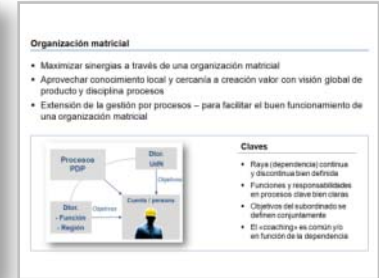 Organización matricial
• Maximizar sinergias a través de una organización matricial
• Aprovechar conocimiento local y cercanía a creación valor con visión global de
producto y disciplina procesos
• Extensión de la gestión por procesos – para facilitar el buen funcionamiento de
una organización matricial
Procesos
PDP
Dtor.
UdN
Objetivos
Dtor.
- Función
- Región
Objetivos
Cuenta / persona
Claves
• Raya (dependencia) continua
y discontinua bien definida
• Funciones y responsabilidades
en procesos clave bien claras
• Objetivos del subordinado se
definen conjuntamente
• El «coaching» es común y/o
en función de la dependencia